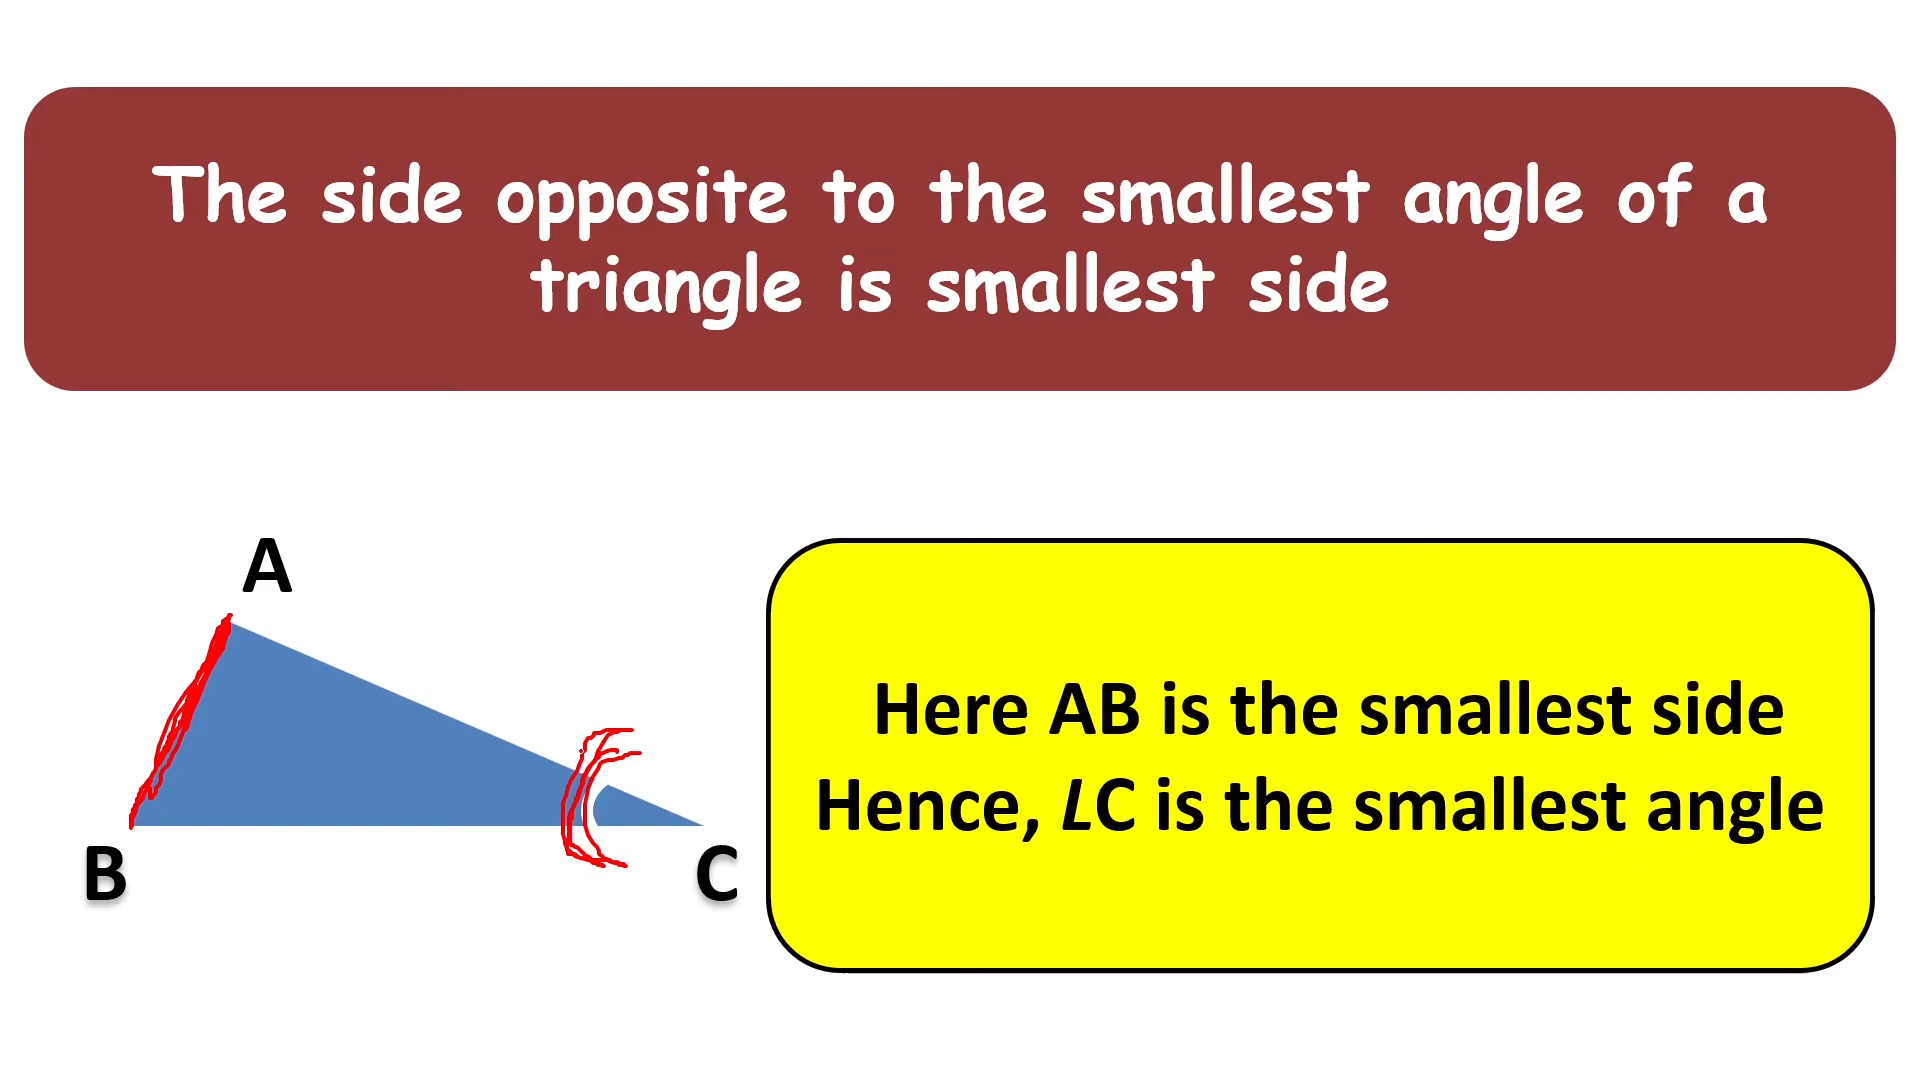 The side opposite to the smallest angle of a
triangle is smallest side
A
B
C
Here AB is the smallest side
Hence, LC is the smallest angle